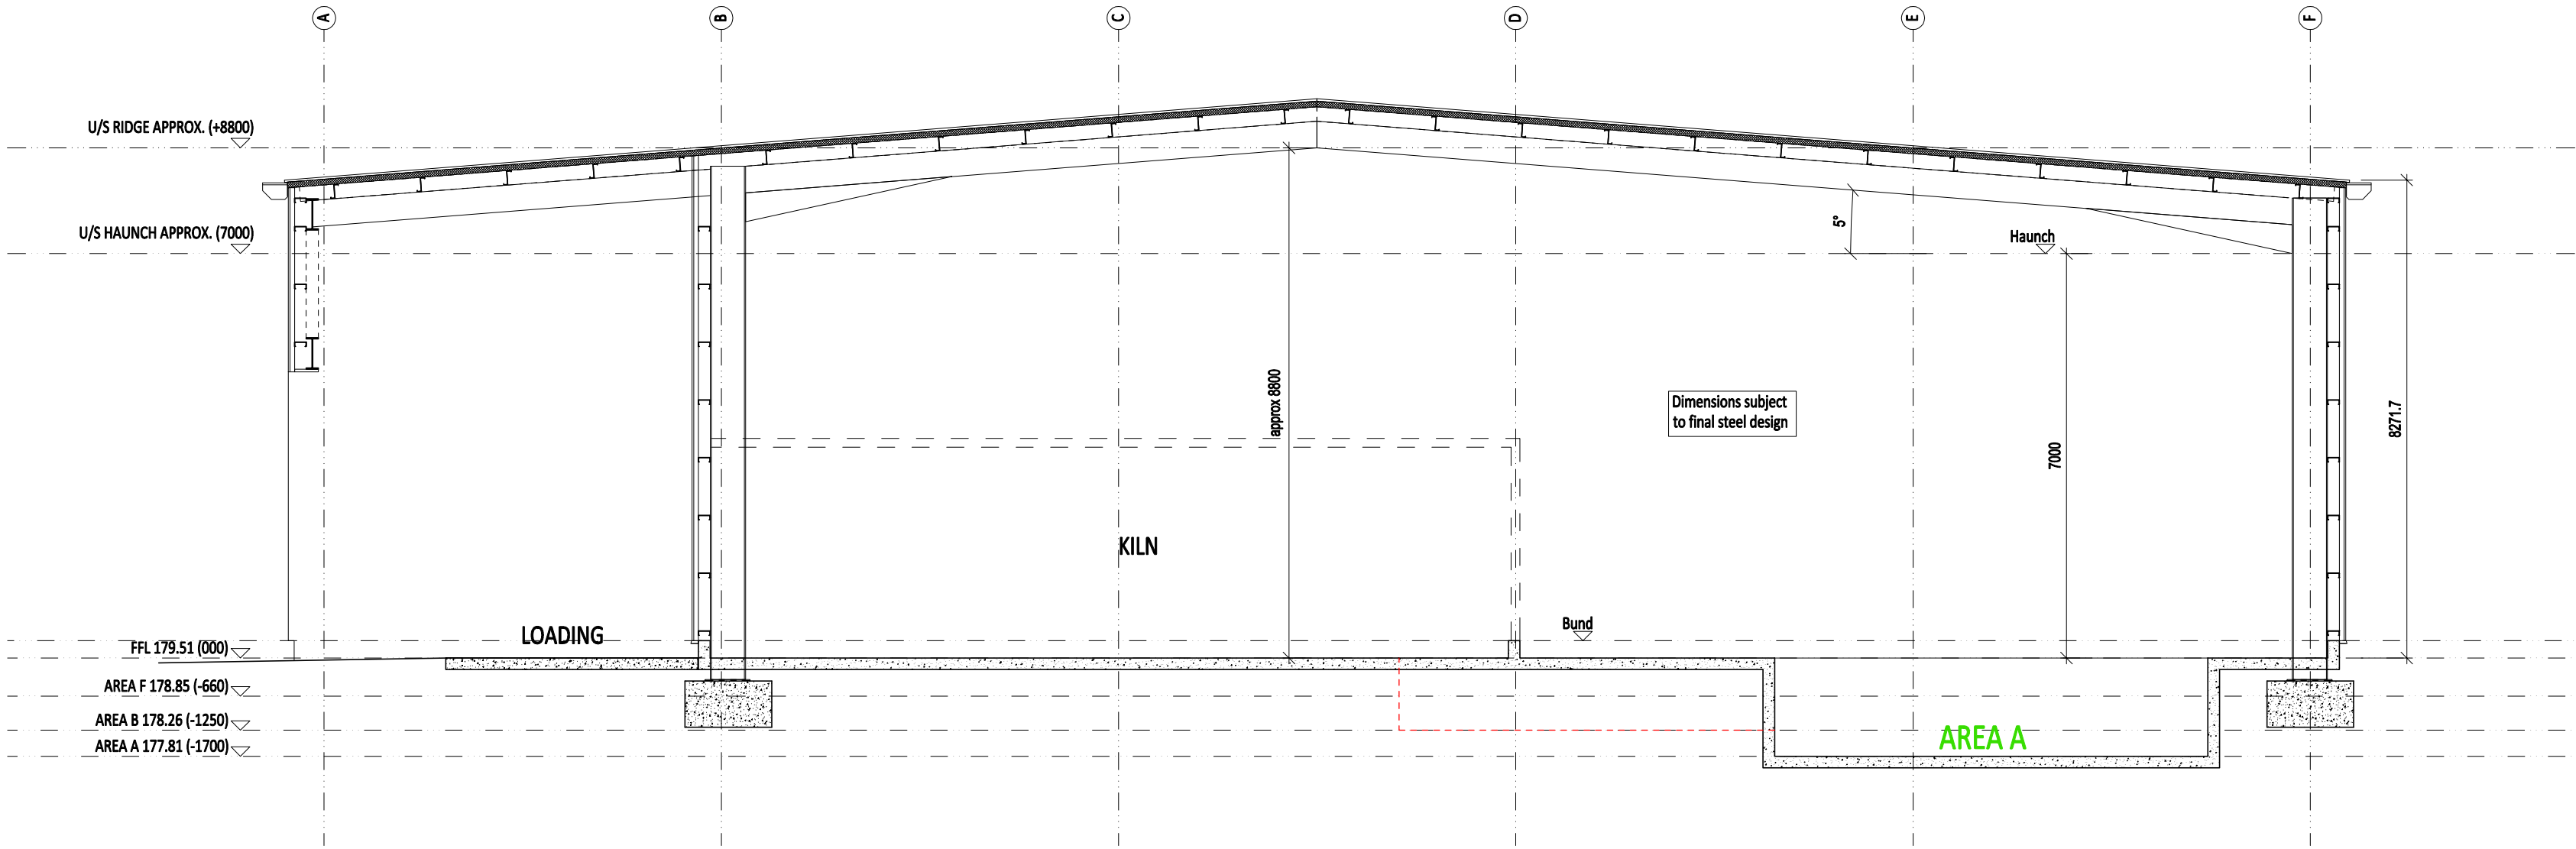 A
B
C
D
E
F
U/S RIDGE APPROX. (+8800)
U/S HAUNCH APPROX. (7000)
5°
Haunch
approx 8800
Dimensions subject
to final steel design
7000
8271.7
KILN
LOADING
Bund
FFL 179.51 (000)
AREA F 178.85 (-660)
AREA B 178.26 (-1250)
AREA A 177.81 (-1700)
AREA A